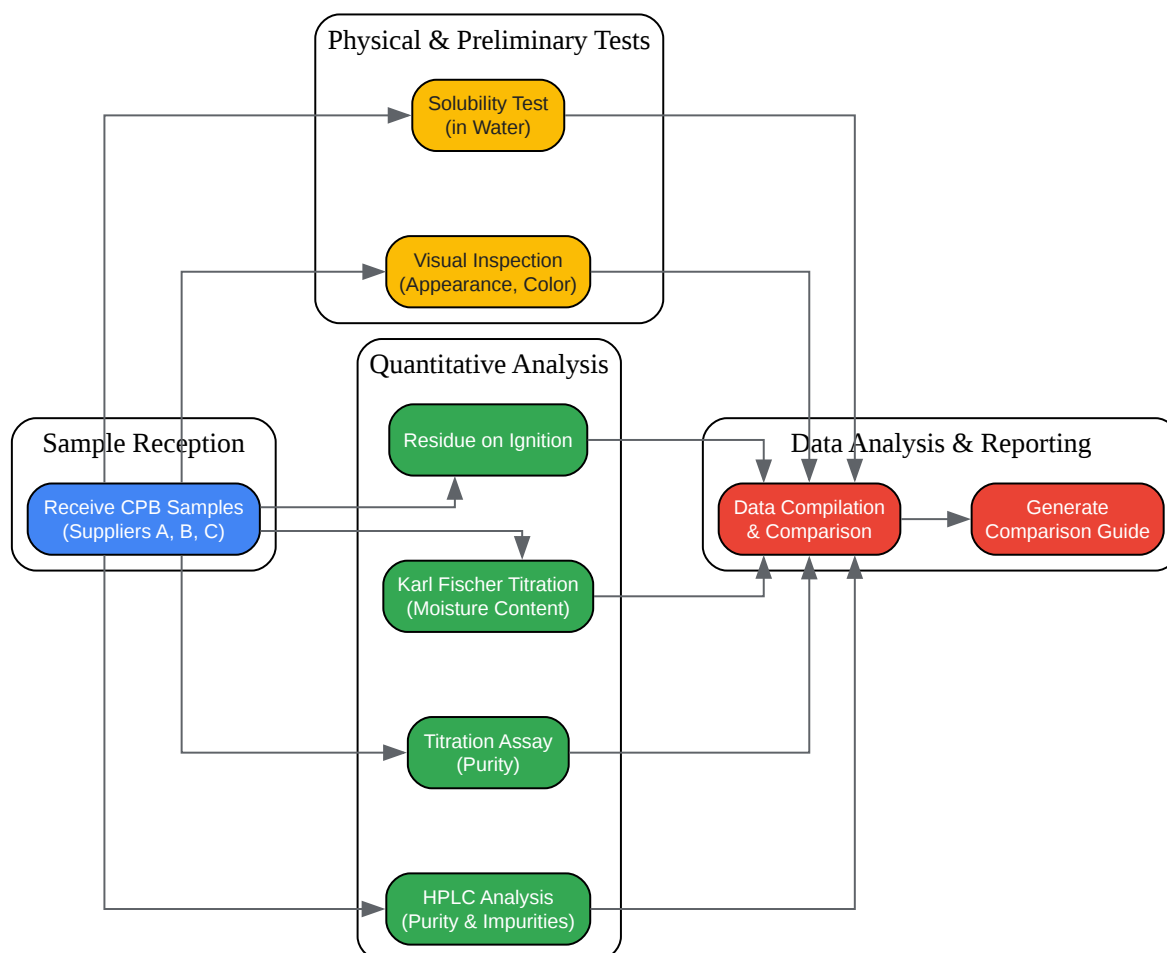 Physical & Preliminary Tests
Solubility Test
(in Water)
Visual Inspection
(Appearance, Color)
Quantitative Analysis
Residue on Ignition
Karl Fischer Titration
(Moisture Content)
Titration Assay
(Purity)
HPLC Analysis
(Purity & Impurities)
Sample Reception
Receive CPB Samples
(Suppliers A, B, C)
Data Analysis & Reporting
Data Compilation
& Comparison
Generate
Comparison Guide